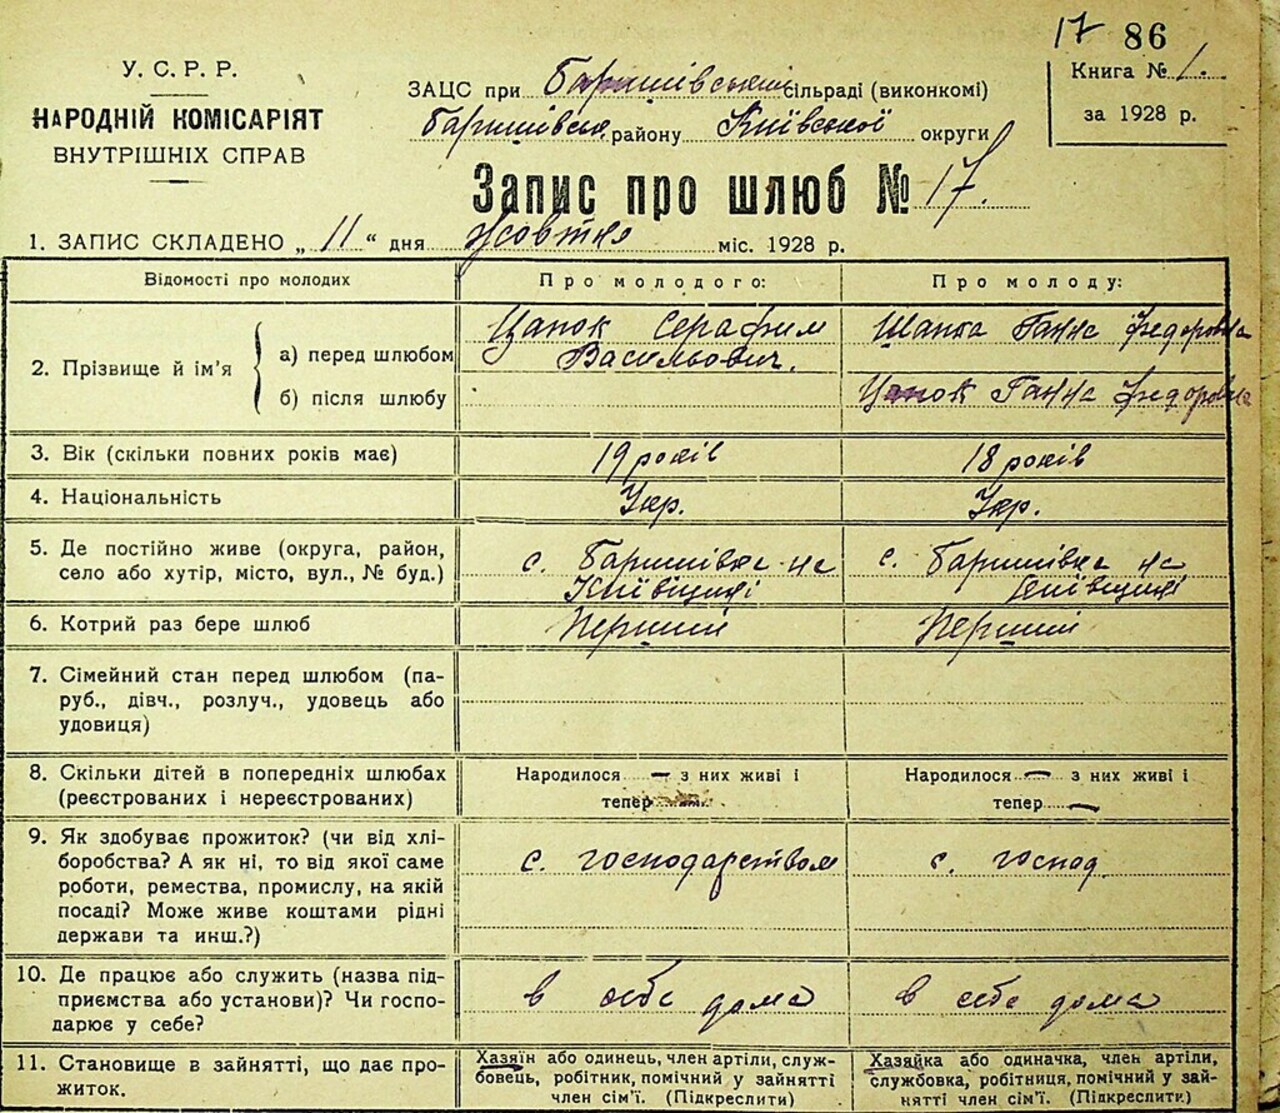 17 86
У. С. Р. Р.
НАРОДНІЙ КОМІСАРІЯТ
ВНУТРІШНІХ СПРАВ
ЗАЦС при Баришівський сільраді (виконкомі)
Баришівськ. району Київської округи
Книга № 1.
за 1928 р.
Запис про шлюб № 17.
1. ЗАПИС СКЛАДЕНО „ 11 “ дня Жовтня міс. 1928 р.
Відомості про молодих
Про молодого:
Про молоду:
2. Прізвище й ім’я
а) перед шлюбом
Цапок Серафим
Васильович.
Шапка Ганна Федоровна
б) після шлюбу
Цапок Ганна Федоровна
3. Вік (скільки повних років має)
19 років
18 років
4. Національність
Укр.
Укр.
5. Де постійно живе (округа, район,
село або хутір, місто, вул., № буд.)
с. Баришівка на
Київщині
с. Баришівка на
Київщині
6. Котрий раз бере шлюб
Перший
Перший
7. Сімейний стан перед шлюбом (па-
руб., дівч., розлуч., удовець або
удовиця)
8. Скільки дітей в попередніх шлюбах
(реєстрованих і нереєстрованих)
Народилося — з них живі і
тепер
Народилося — з них живі і
тепер —
9. Як здобуває прожиток? (чи від хлі-
боробства? А як ні, то від якої саме
роботи, ремества, промислу, на якій
посаді? Може живе коштами рідні
держави та инш.?)
с. господарством
с. господ.
10. Де працює або служить (назва під-
приємства або установи)? Чи госпо-
дарює у себе?
в себе дома
в себе дома
11. Становище в зайнятті, що дає про-
житок.
Хазяїн або одинець, член артілі, служ-
бовець, робітник, помічний у зайнятті
член сім’ї. (Підкреслити)
Хазяйка або одиначка, член артіли,
службовка, робітниця, помічний у зай-
нятті член сім’ї. (Підкреслити)